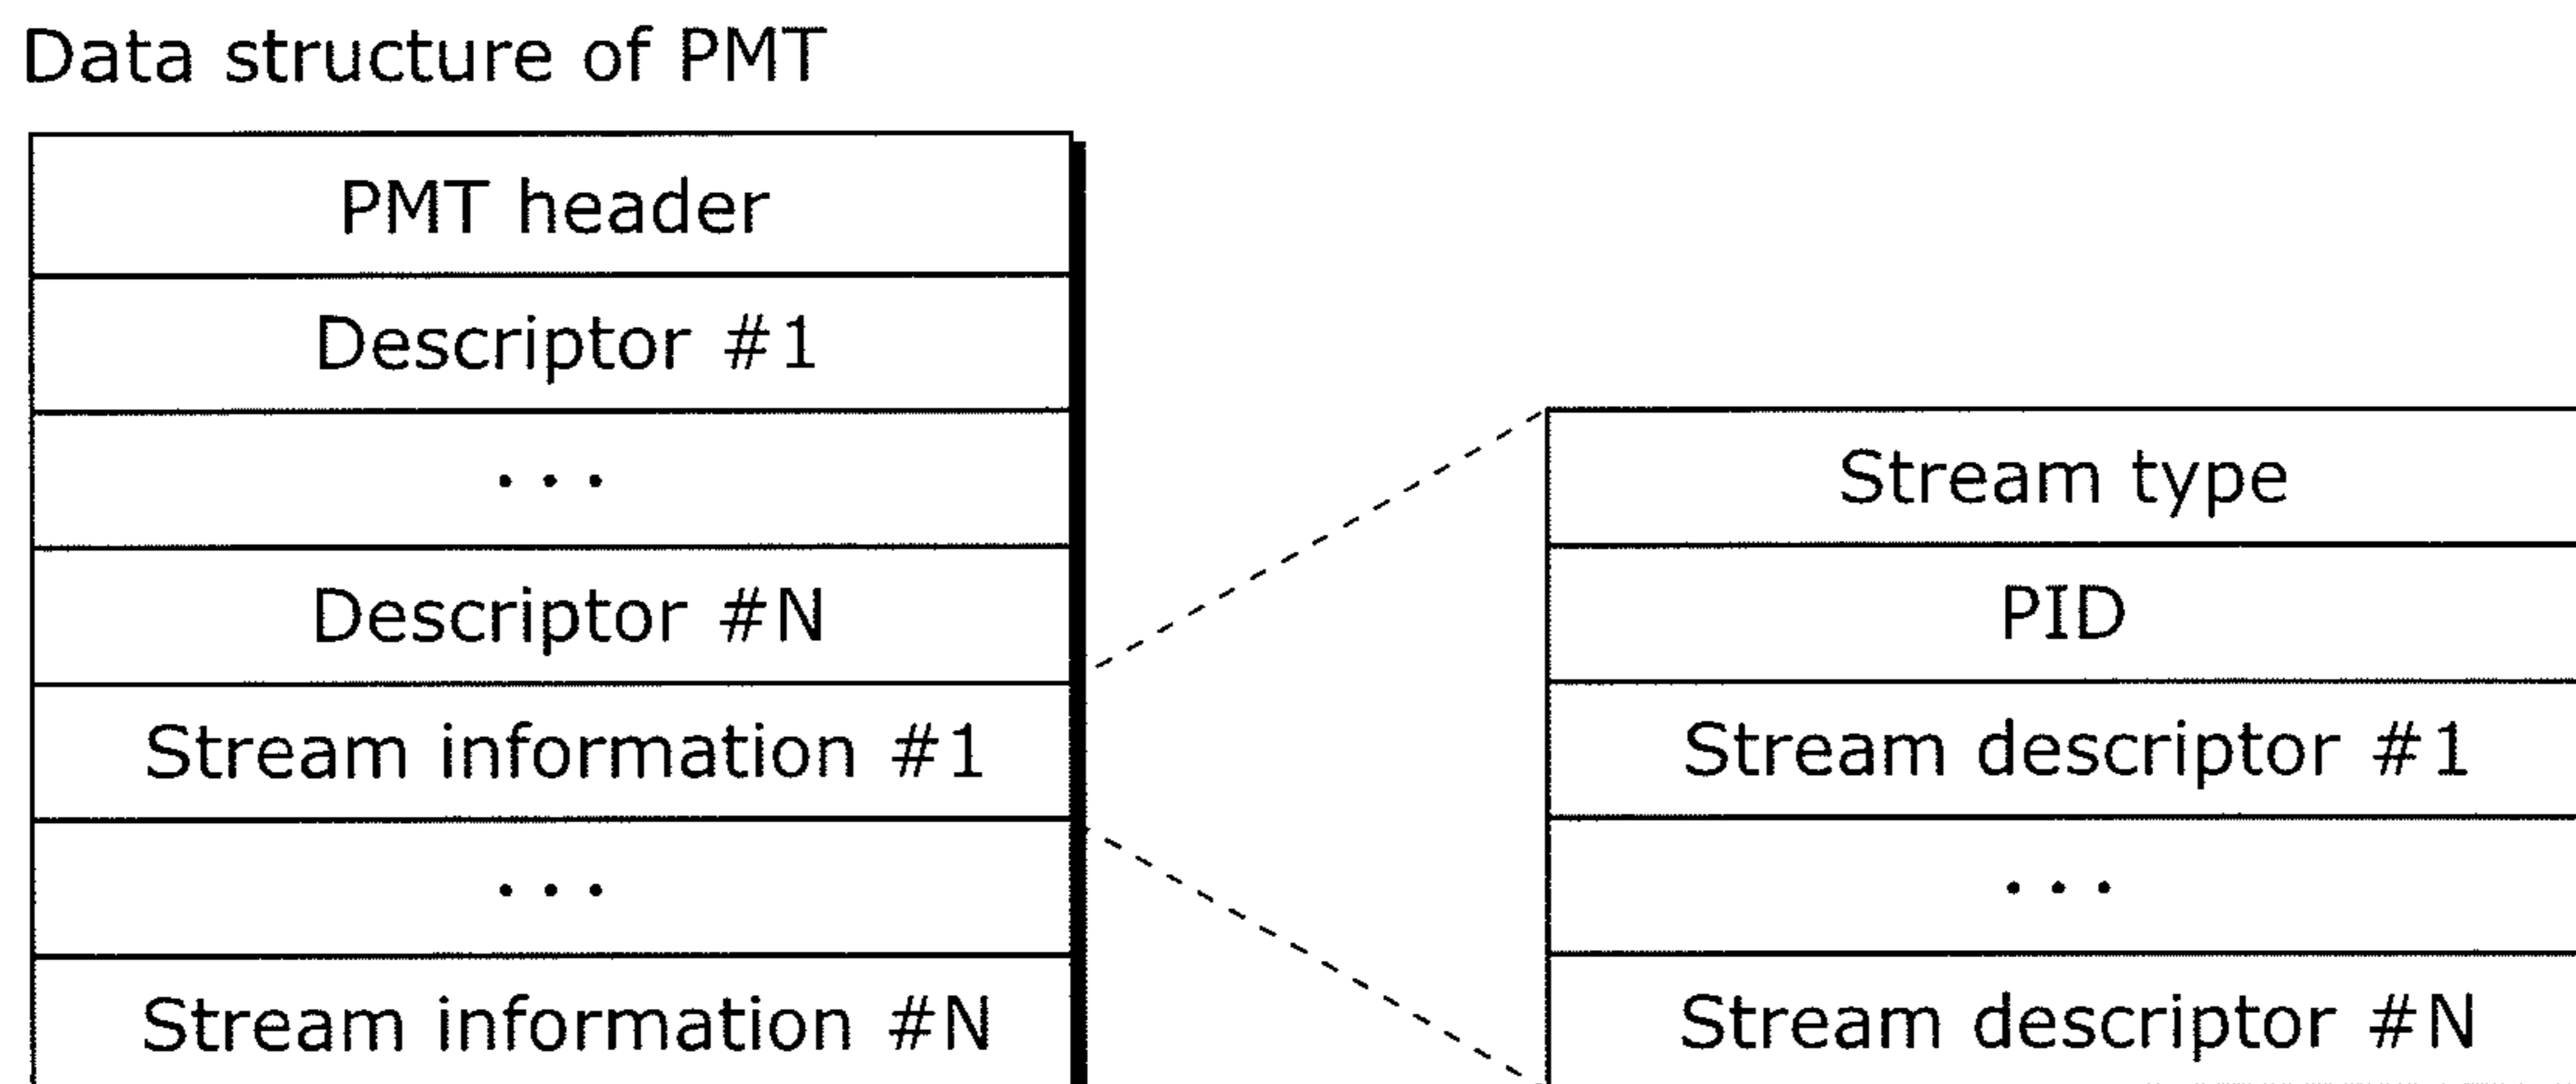 Data structure of PMT
PMT header
Descriptor #1
...
Descriptor #N
Stream information #1
...
Stream information #N
Stream type
PID
Stream descriptor #1
...
Stream descriptor #N